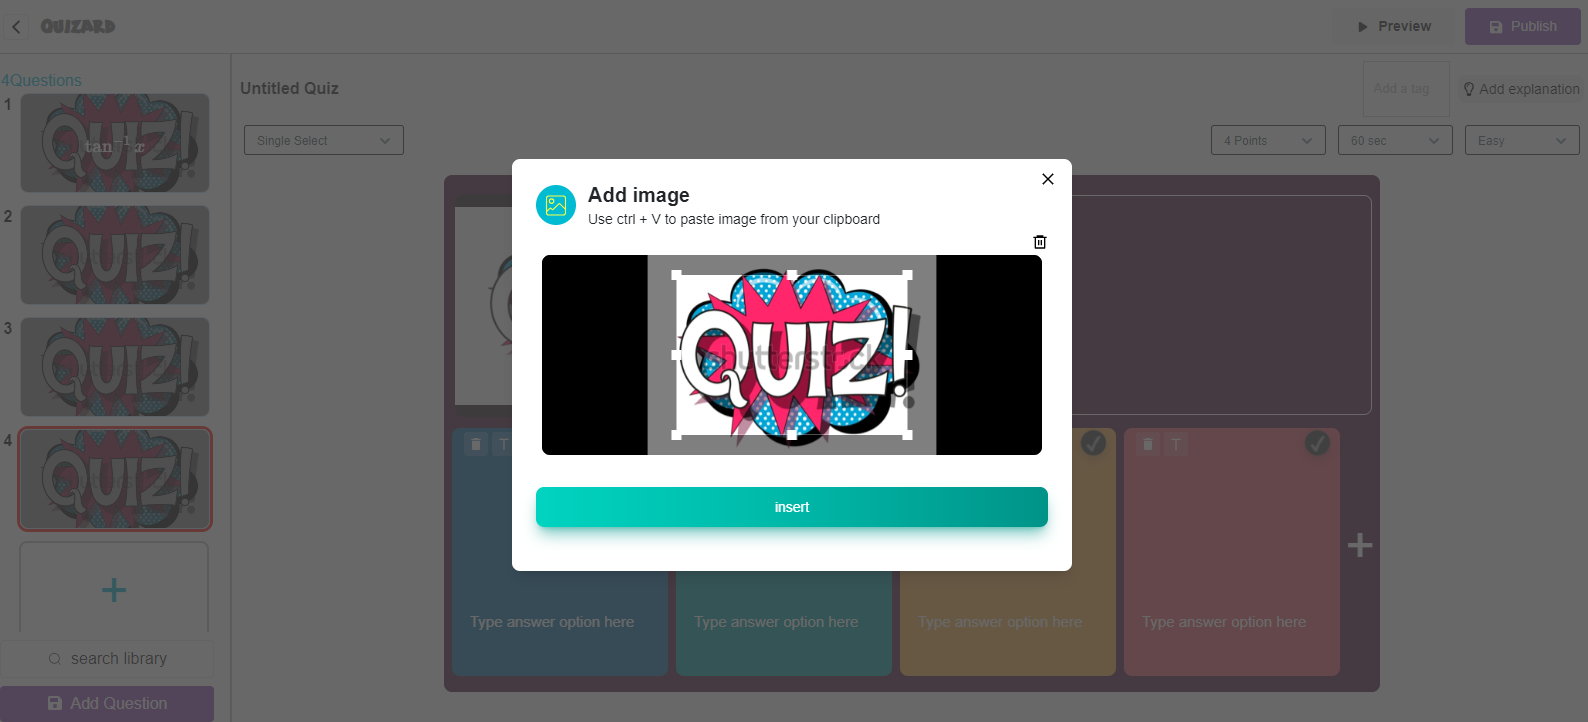 QUIZARD
Preview
Publish
4Questions
Untitled Quiz
Add a tag
Add explanation
Single Select
4 Points
60 sec
Easy
1
QUIZ!
tan⁻¹ x
2
QUIZ!
3
QUIZ!
4
QUIZ!
Add image
Use ctrl + V to paste image from your clipboard
QUIZ!
shutterstock
insert
T
T
Type answer option here
Type answer option here
Type answer option here
Type answer option here
search library
Add Question